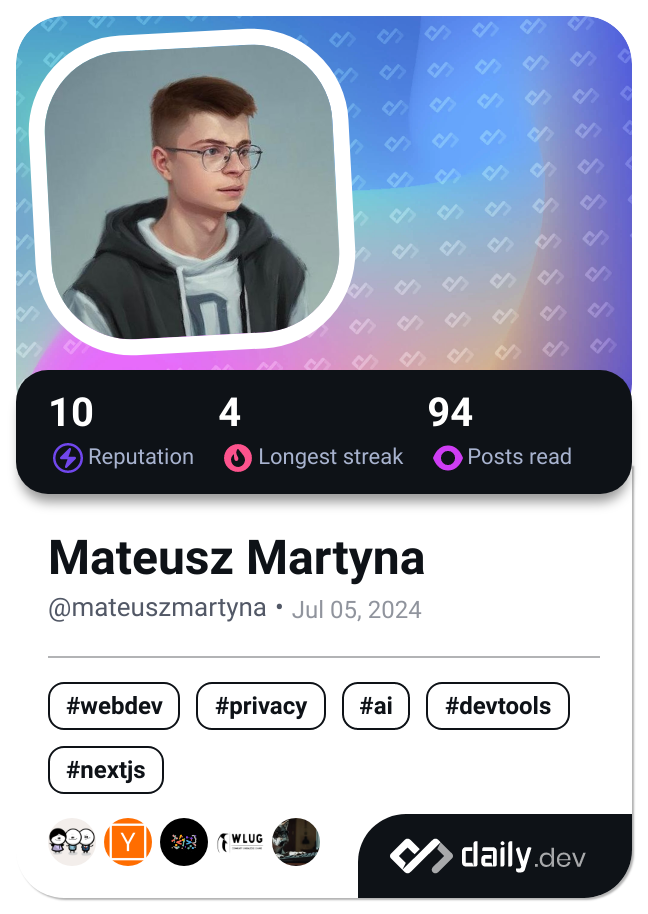 10 4 94
Reputation Longest streak Posts read
Mateusz Martyna
@mateuszmartyna • Jul 05, 2024
#webdev #privacy #ai #devtools
#nextjs
Y WLUG
daily.dev